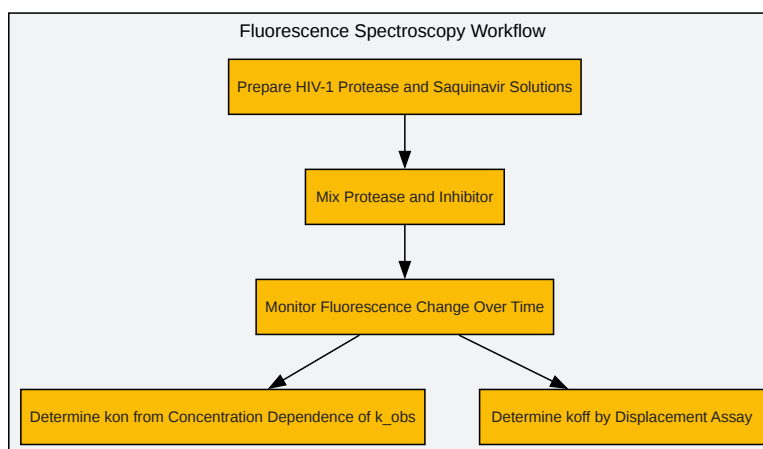 Fluorescence Spectroscopy Workflow
Prepare HIV-1 Protease and Saquinavir Solutions
Mix Protease and Inhibitor
Monitor Fluorescence Change Over Time
Determine kon from Concentration Dependence of k_obs
Determine koff by Displacement Assay